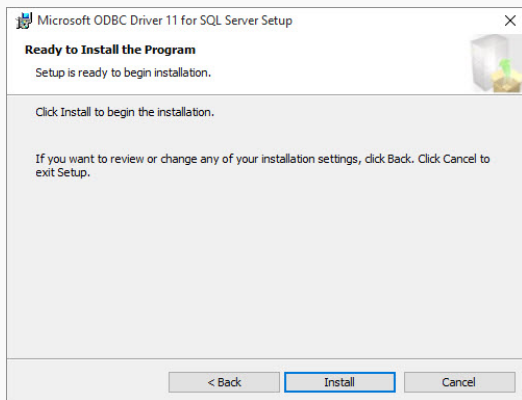 Microsoft ODBC Driver 11 for SQL Server Setup
Ready to Install the Program
Setup is ready to begin installation.
Click Install to begin the installation.
If you want to review or change any of your installation settings, click Back. Click Cancel to
exit Setup.
< Back Install Cancel